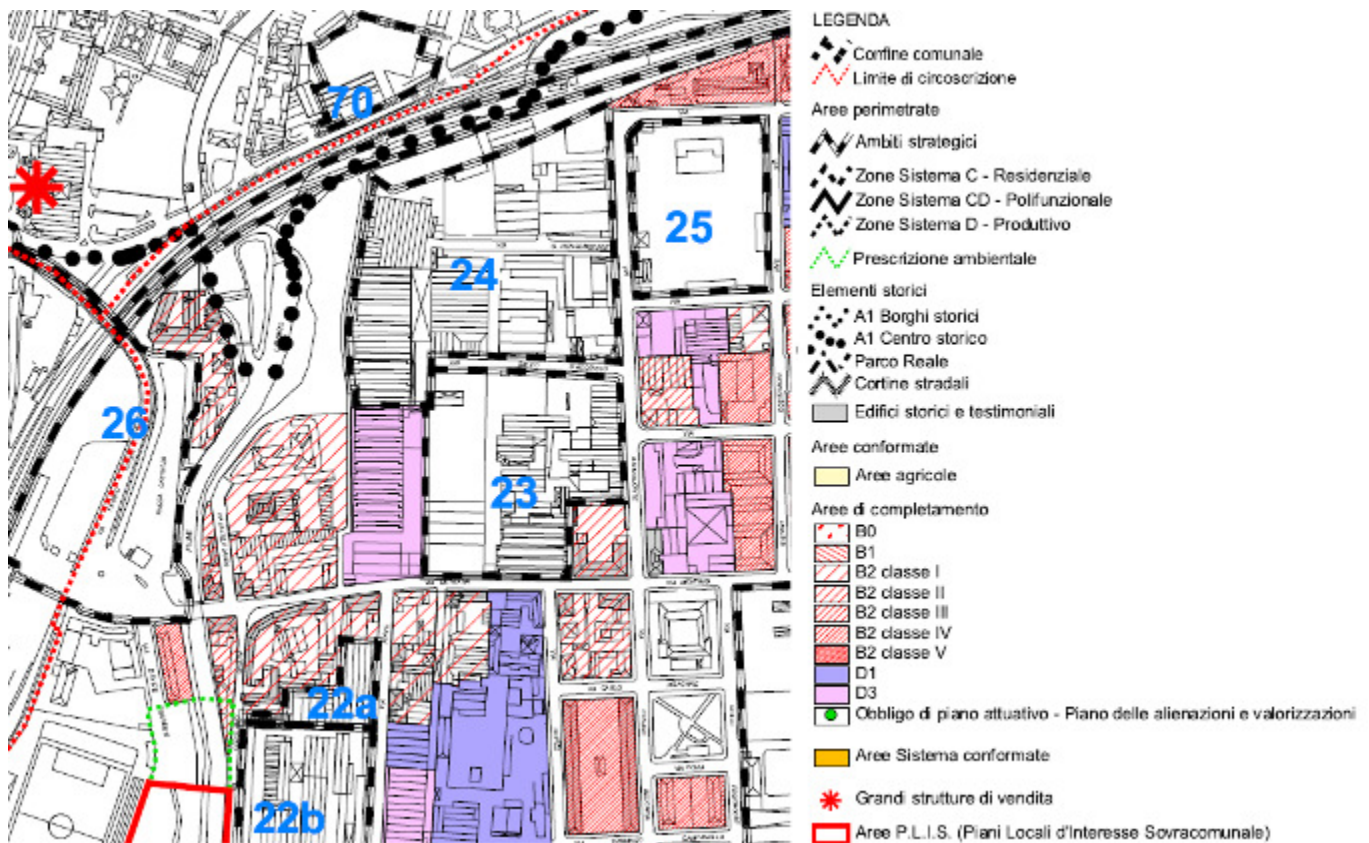 70
25
24
26
23
22a
22b
LEGENDA
Confine comunale
Limite di circoscrizione
Aree perimetrate
Ambiti strategici
Zone Sistema C - Residenziale
Zone Sistema CD - Polifunzionale
Zone Sistema D - Produttivo
Prescrizione ambientale
Elementi storici
A1 Borghi storici
A1 Centro storico
Parco Reale
Cortine stradali
Edifici storici e testimoniali
Aree conformate
Aree agricole
Aree di completamento
B0
B1
B2 classe I
B2 classe II
B2 classe III
B2 classe IV
B2 classe V
D1
D3
Obbligo di piano attuativo - Piano delle alienazioni e valorizzazioni
Aree Sistema conformate
Grandi strutture di vendita
Aree P.L.I.S. (Piani Locali d'Interesse Sovracomunale)